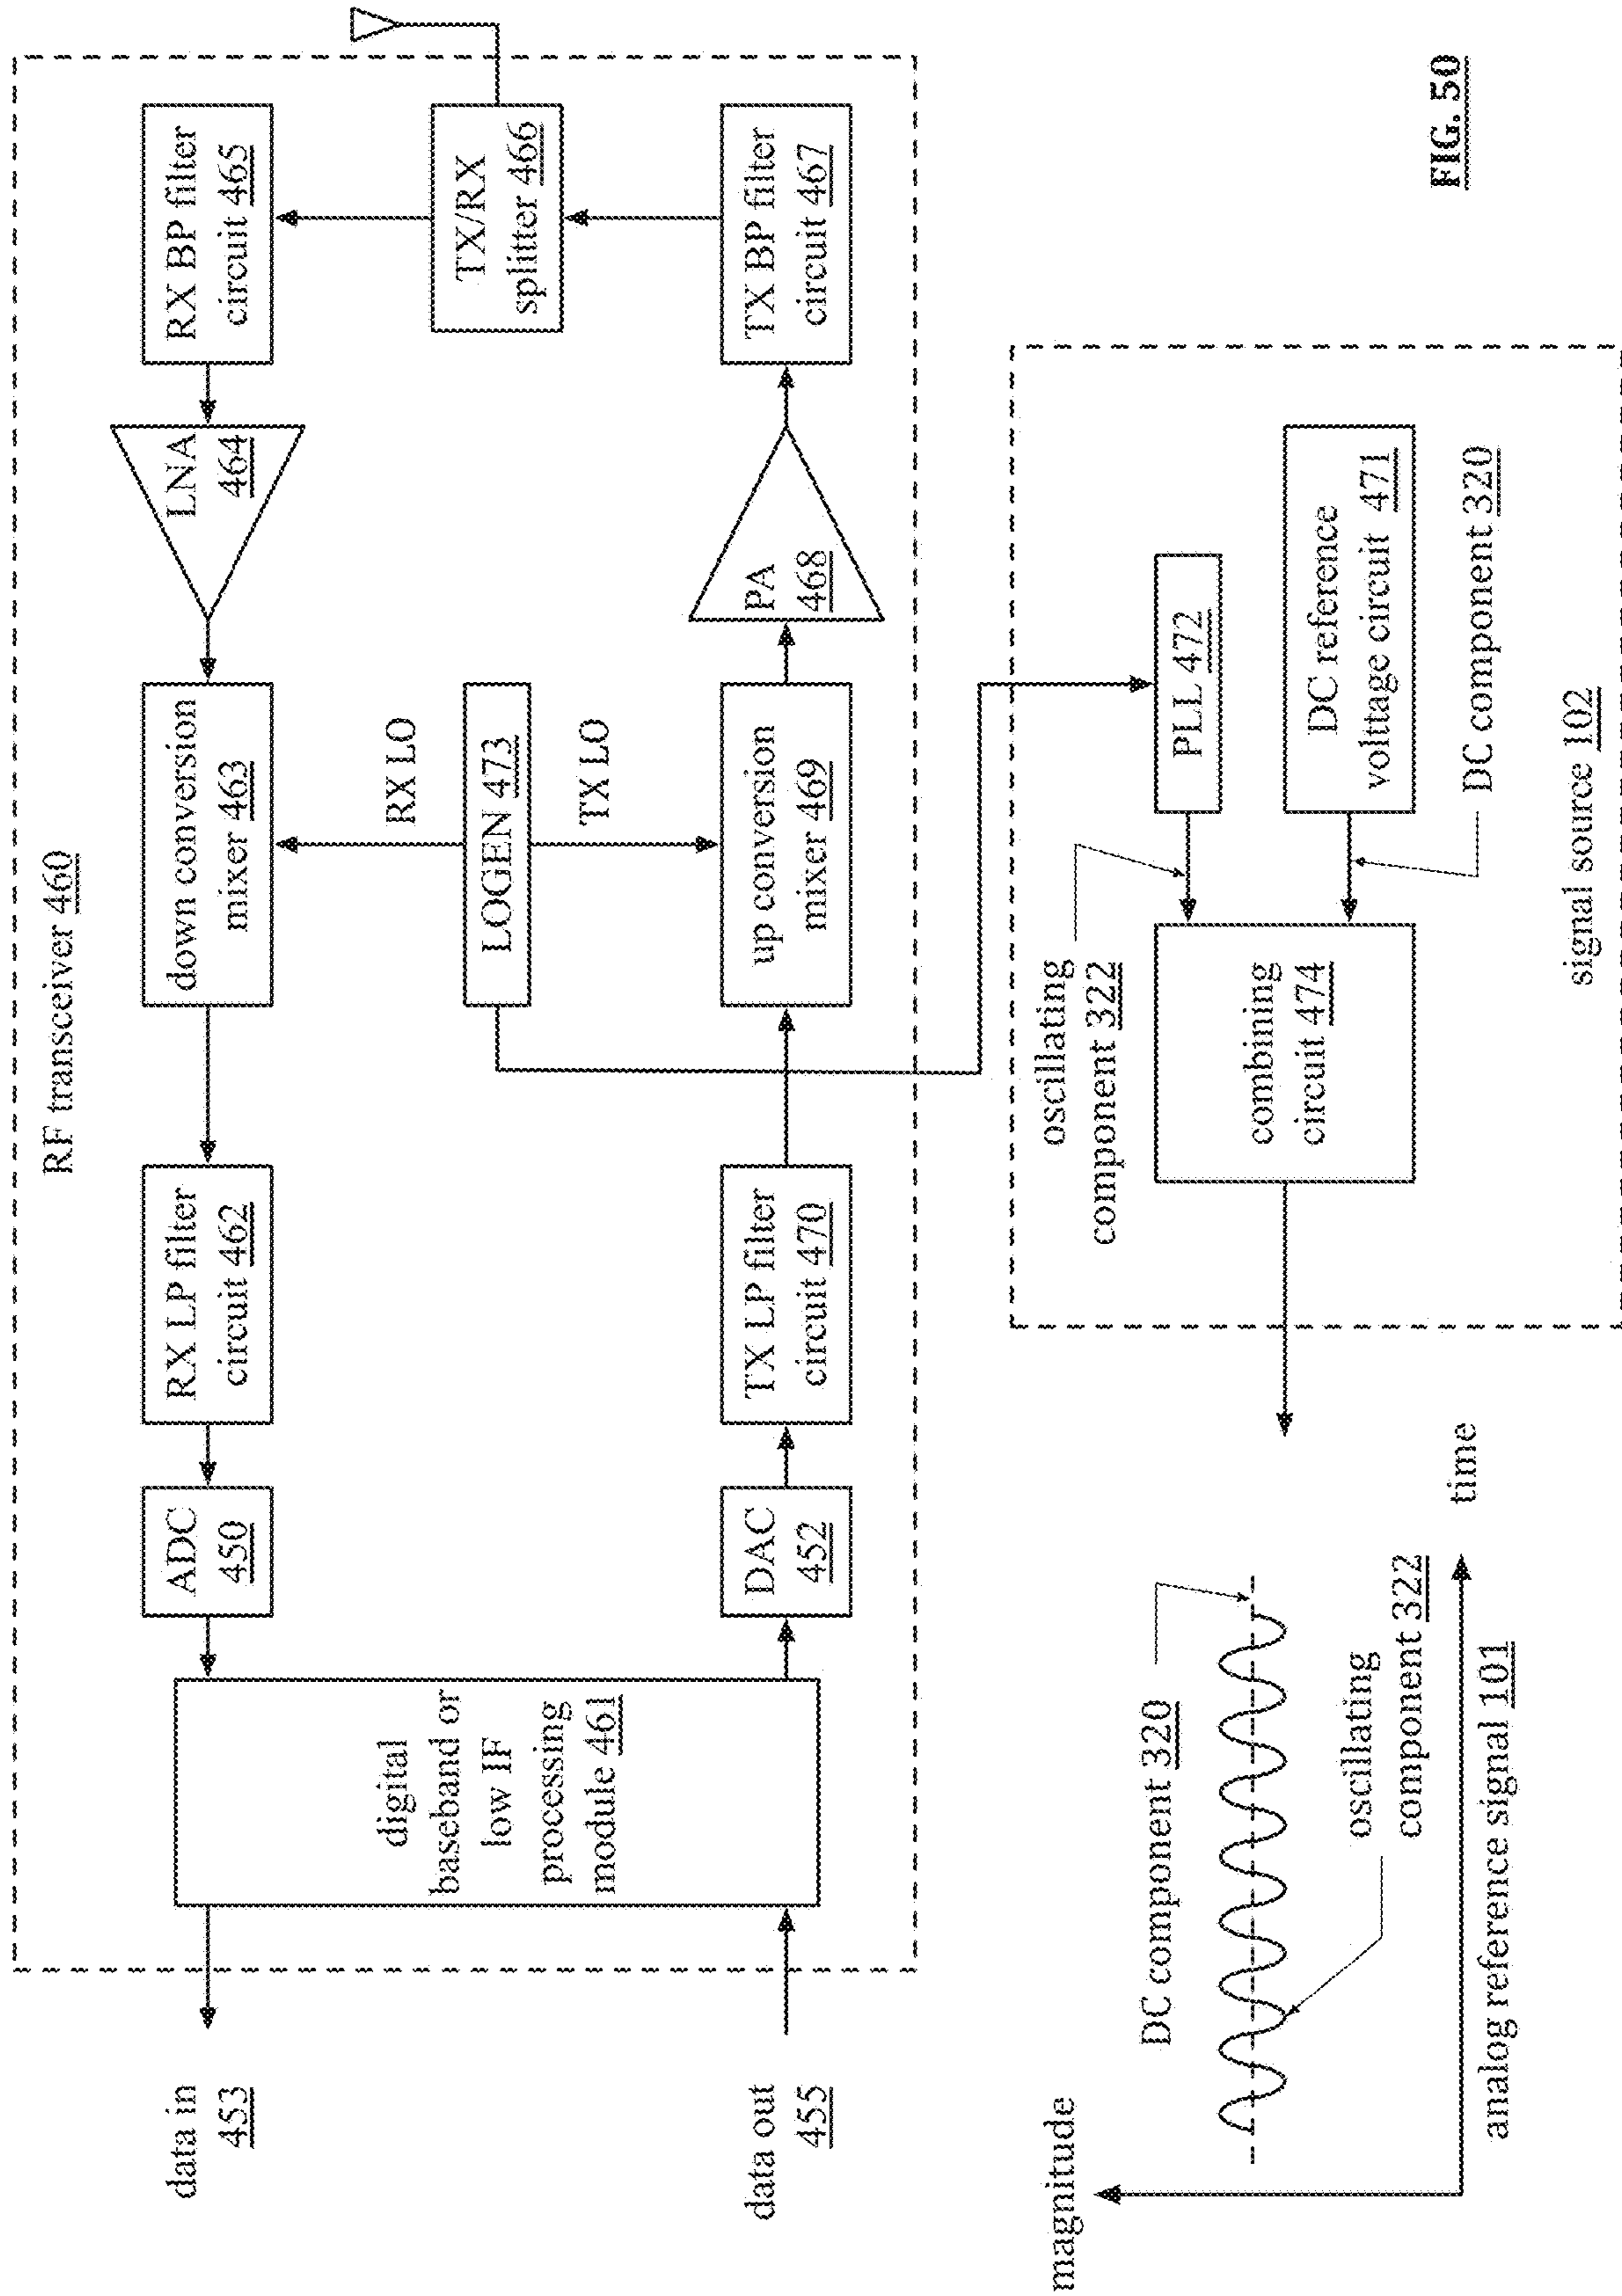 RF transceiver 460
data in
453
digital
baseband or
low IF
processing
module 461
ADC
450
RX LP filter
circuit 462
down conversion
mixer 463
LNA
464
RX BP filter
circuit 465
RX LO
LOGEN 473
TX LO
TX/RX
splitter 466
data out
455
DAC
452
TX LP filter
circuit 470
up conversion
mixer 469
PA
468
TX BP filter
circuit 467
magnitude
DC component 320
oscillating
component 322
time
analog reference signal 101
oscillating
component 322
combining
circuit 474
PLL 472
DC reference
voltage circuit 471
DC component 320
signal source 102
FIG. 50